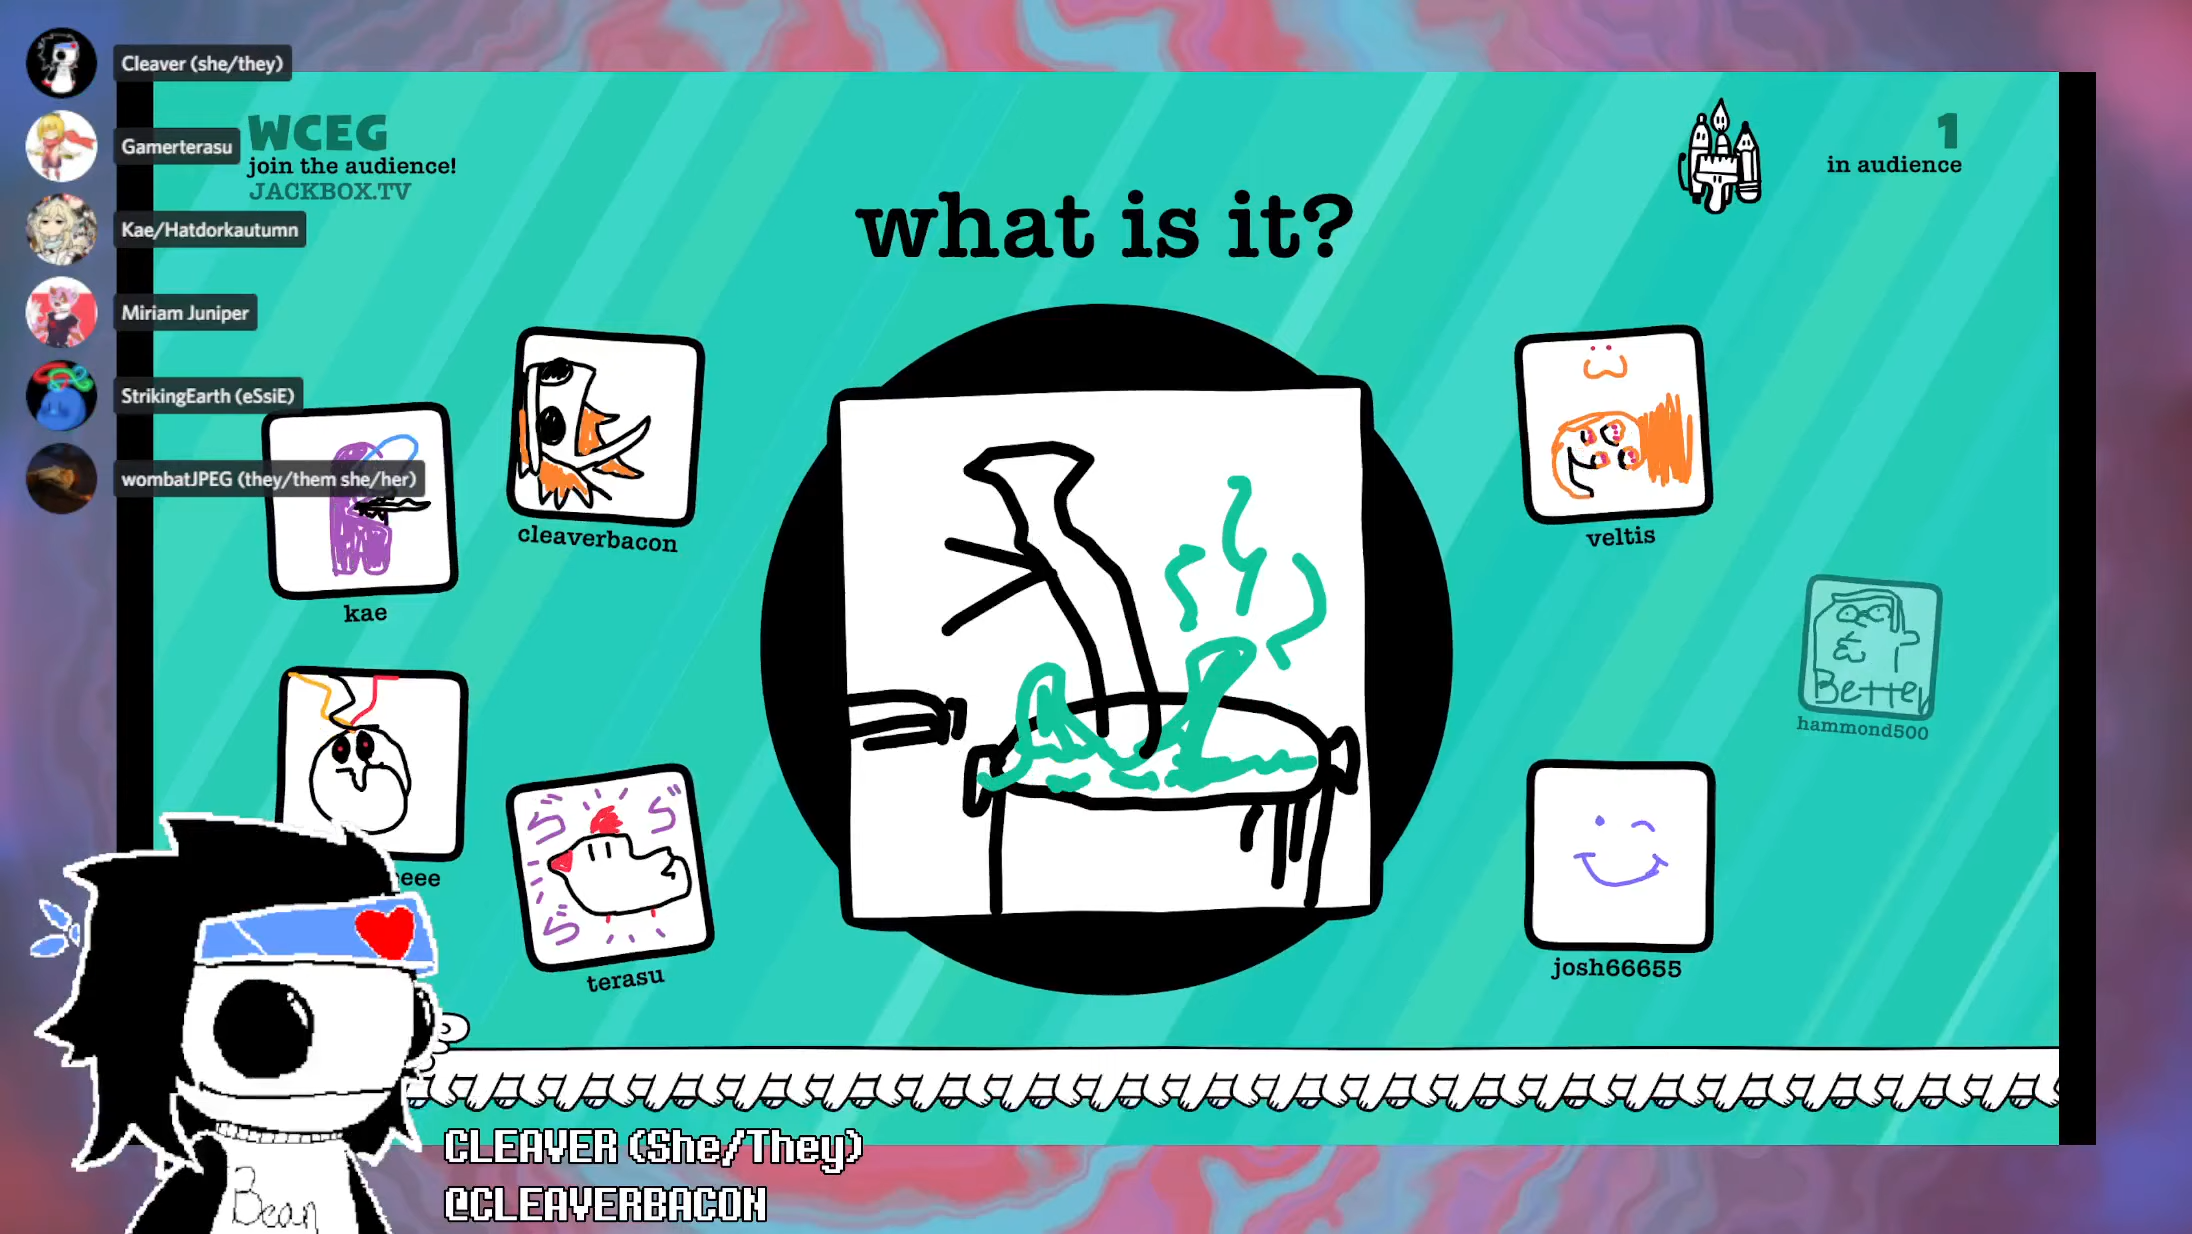 Cleaver (she/they)
Gamerterasu
Kae/Hatdorkautumn
Miriam Juniper
StrikingEarth (eSsiE)
wombatJPEG (they/them she/her)
WCEG
join the audience!
JACKBOX.TV
1
in audience
what is it?
kae
cleaverbacon
eee
terasu
veltis
Better
hammond500
josh66655
Bean
CLEAVER (She/They)
@CLEAVERBACON